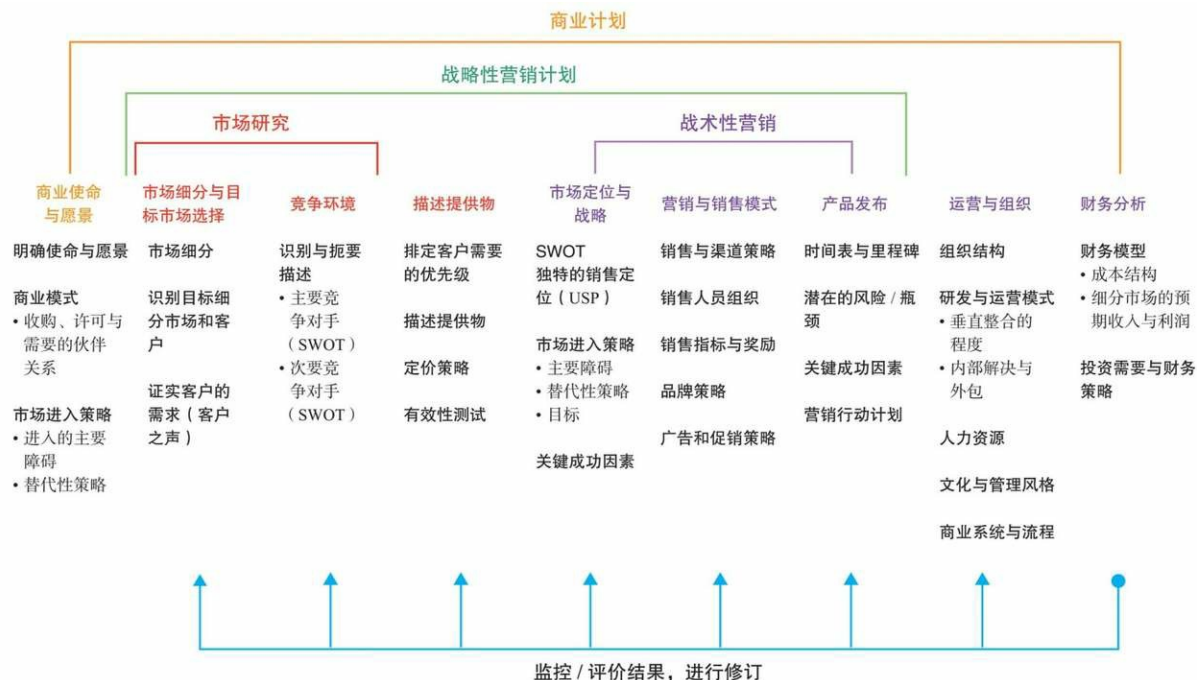 商业计划
战略性营销计划
市场研究
战术性营销
商业使命
与愿景
明确使命与愿景
商业模式
• 收购、许可与
需要的伙伴
关系
市场进入策略
• 进入的主要
障碍
• 替代性策略
市场细分与目
标市场选择
市场细分
识别目标细
分市场和客
户
证实客户的
需求（客户
之声）
竞争环境
识别与扼要
描述
• 主要竞
争对手
（SWOT）
• 次要竞
争对手
（SWOT）
描述提供物
排定客户需要
的优先级
描述提供物
定价策略
有效性测试
市场定位与
战略
SWOT
独特的销售定
位（USP）
市场进入策略
• 主要障碍
• 替代性策略
• 目标
关键成功因素
营销与销售模式
销售与渠道策略
销售人员组织
销售指标与奖励
品牌策略
广告和促销策略
产品发布
时间表与里程碑
潜在的风险 / 瓶
颈
关键成功因素
营销行动计划
运营与组织
组织结构
研发与运营模式
• 垂直整合的
程度
• 内部解决与
外包
人力资源
文化与管理风格
商业系统与流程
财务分析
财务模型
• 成本结构
• 细分市场的预
期收入与利润
投资需要与财务
策略
监控 / 评价结果，进行修订